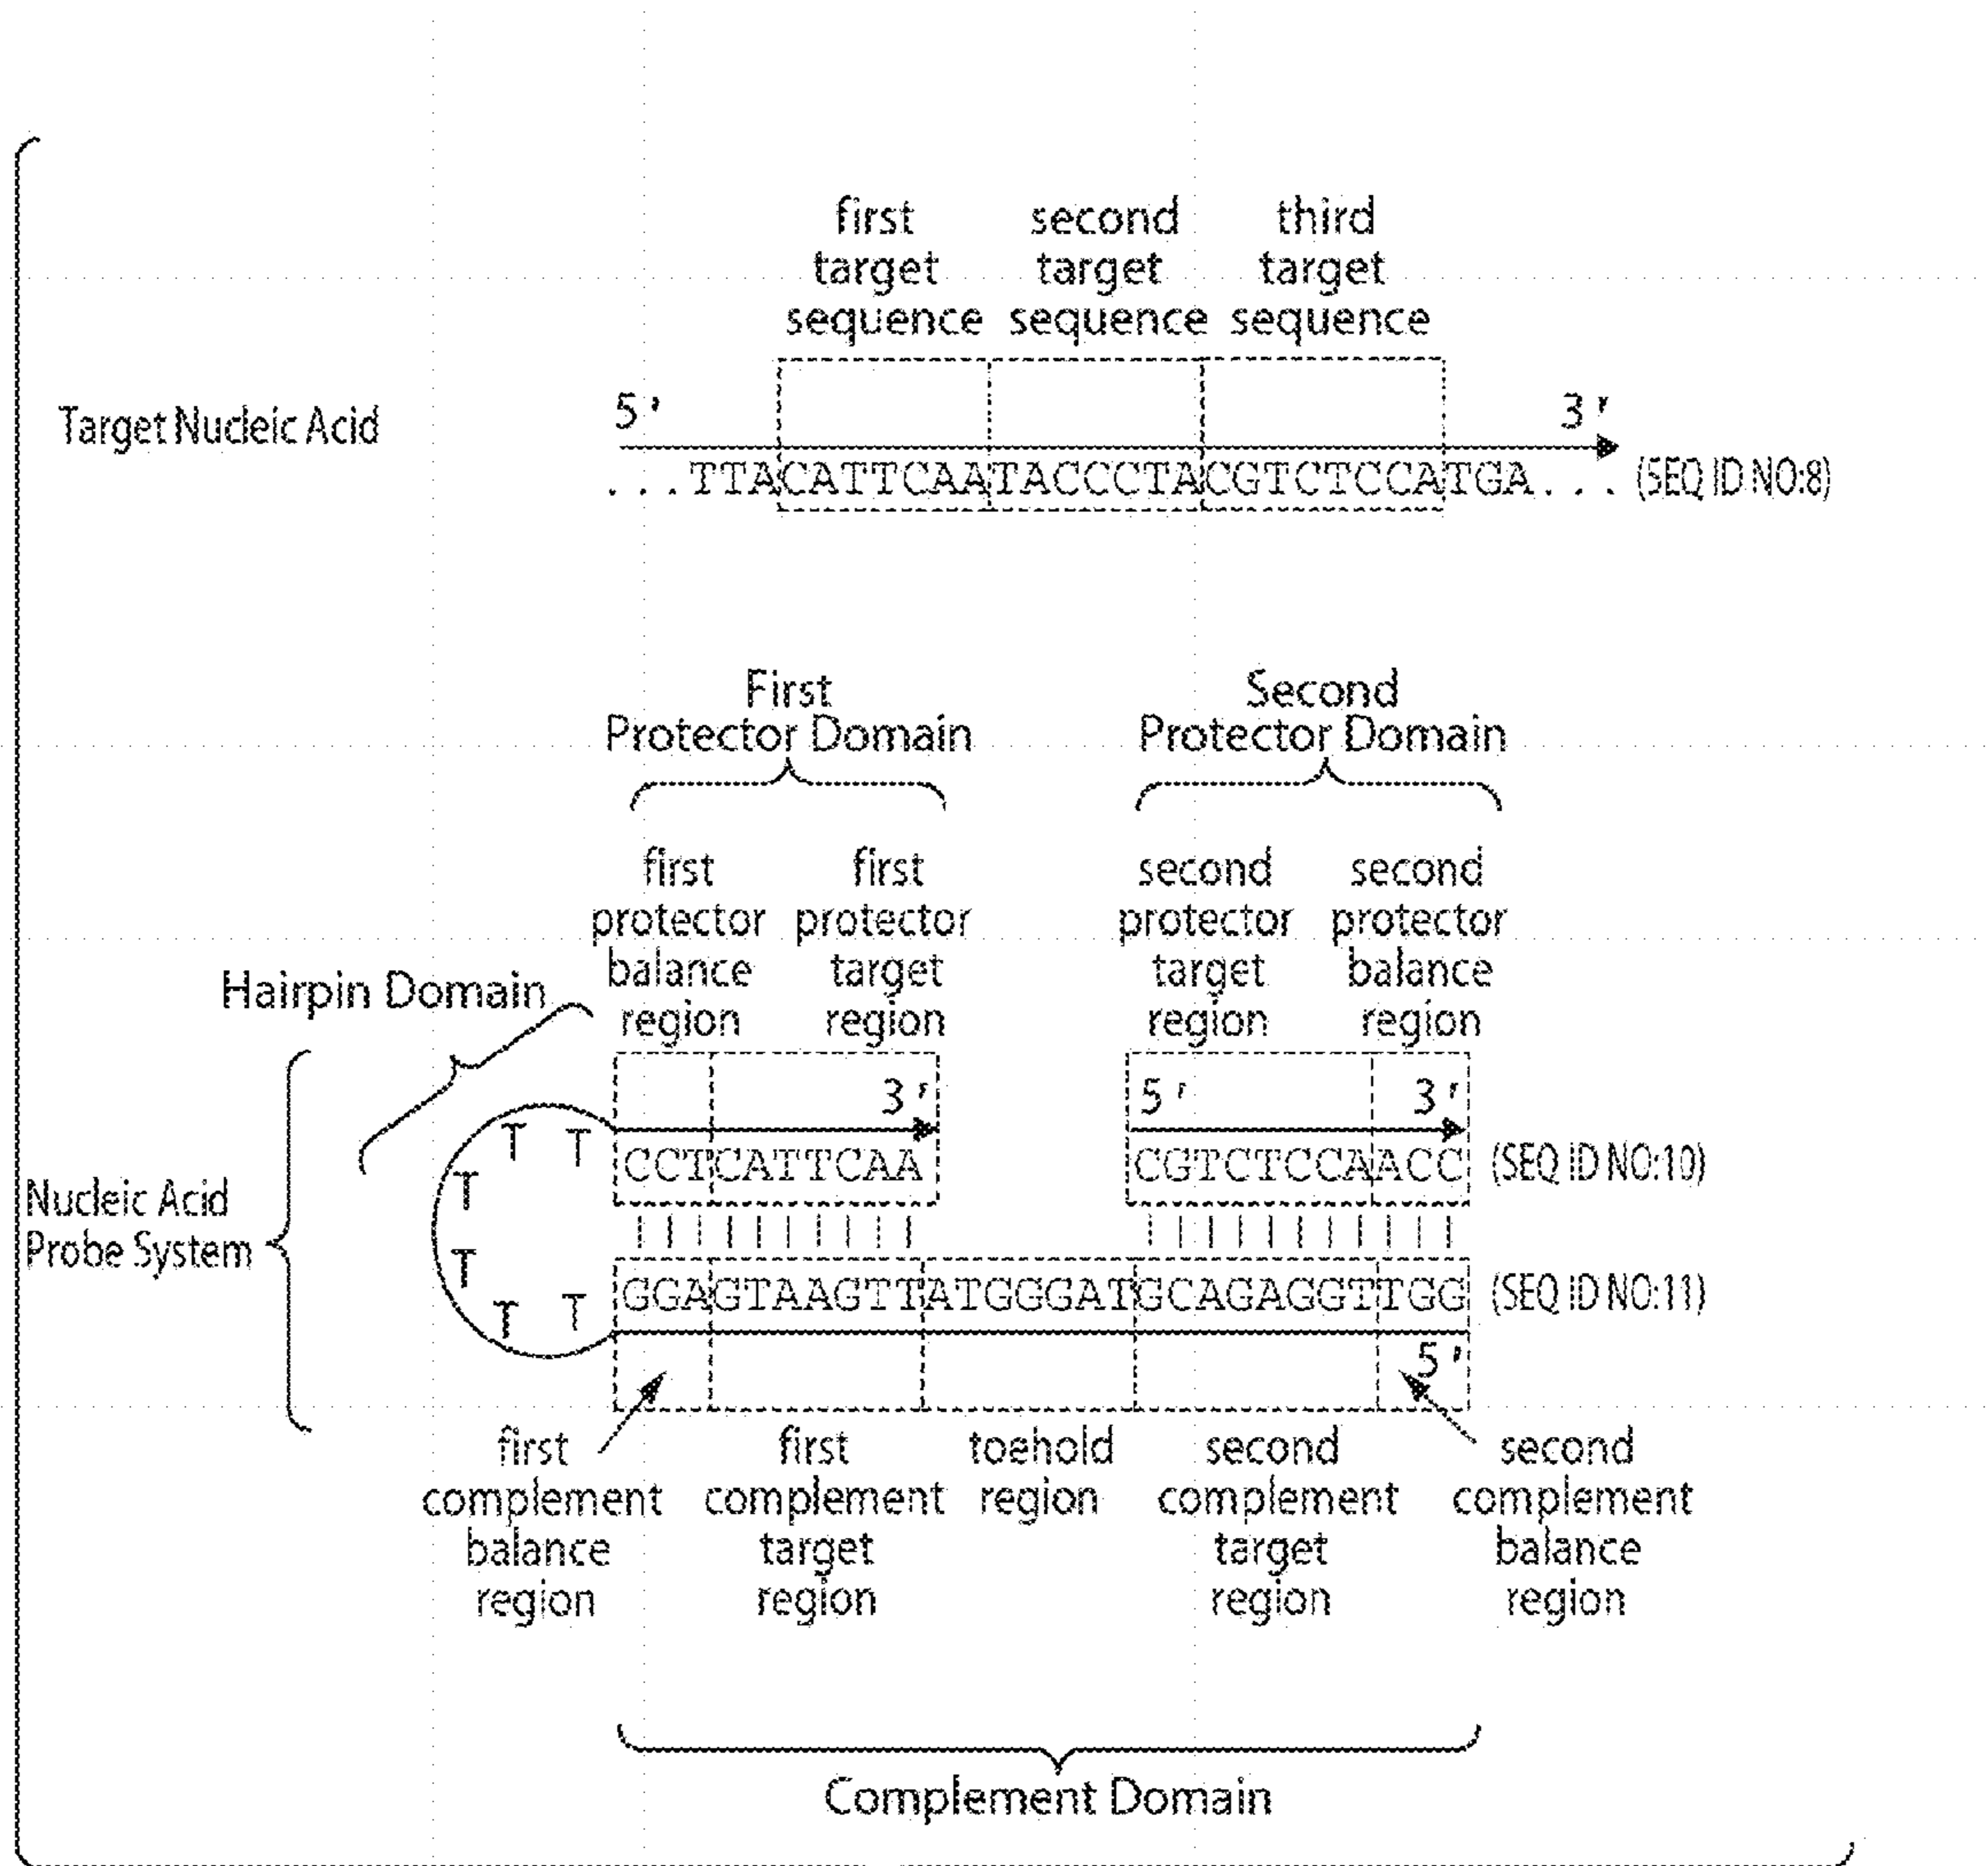 first
target
sequence
second
target
sequence
third
target
sequence
Target Nucleic Acid
5'
3'
...TTACATTCAATACCCTACGTCTCCATGA... (SEQ ID NO:8)
First
Protector Domain
Second
Protector Domain
first
protector
balance
region
first
protector
target
region
second
protector
target
region
second
protector
balance
region
Hairpin Domain
3'
5'
3'
T
T
T
T
T
T
CCTCATTCAA
CGTCTCCAACC
(SEQ ID NO:10)
Nucleic Acid
Probe System
GGAGTAAGTTATGGGATGCAGAGGTTGG
(SEQ ID NO:11)
5'
first
complement
balance
region
first
complement
target
region
toehold
region
second
complement
target
region
second
complement
balance
region
Complement Domain